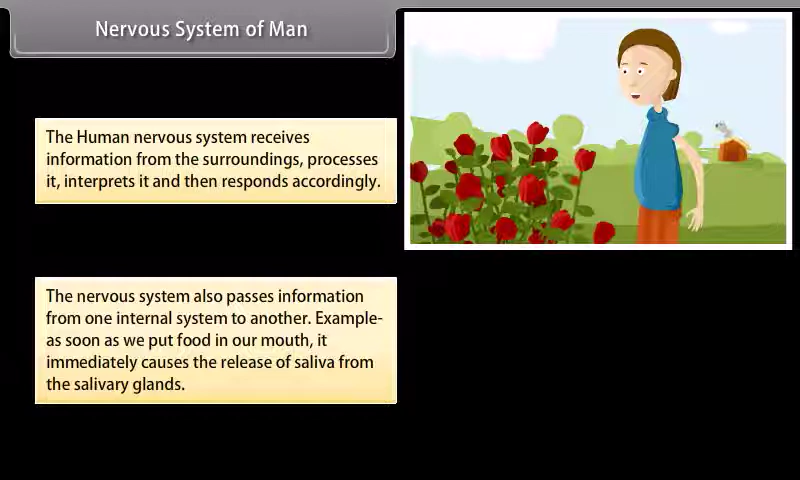 Nervous System of Man
The Human nervous system receives
information from the surroundings, processes
it, interprets it and then responds accordingly.
The nervous system also passes information
from one internal system to another. Example-
as soon as we put food in our mouth, it
immediately causes the release of saliva from
the salivary glands.